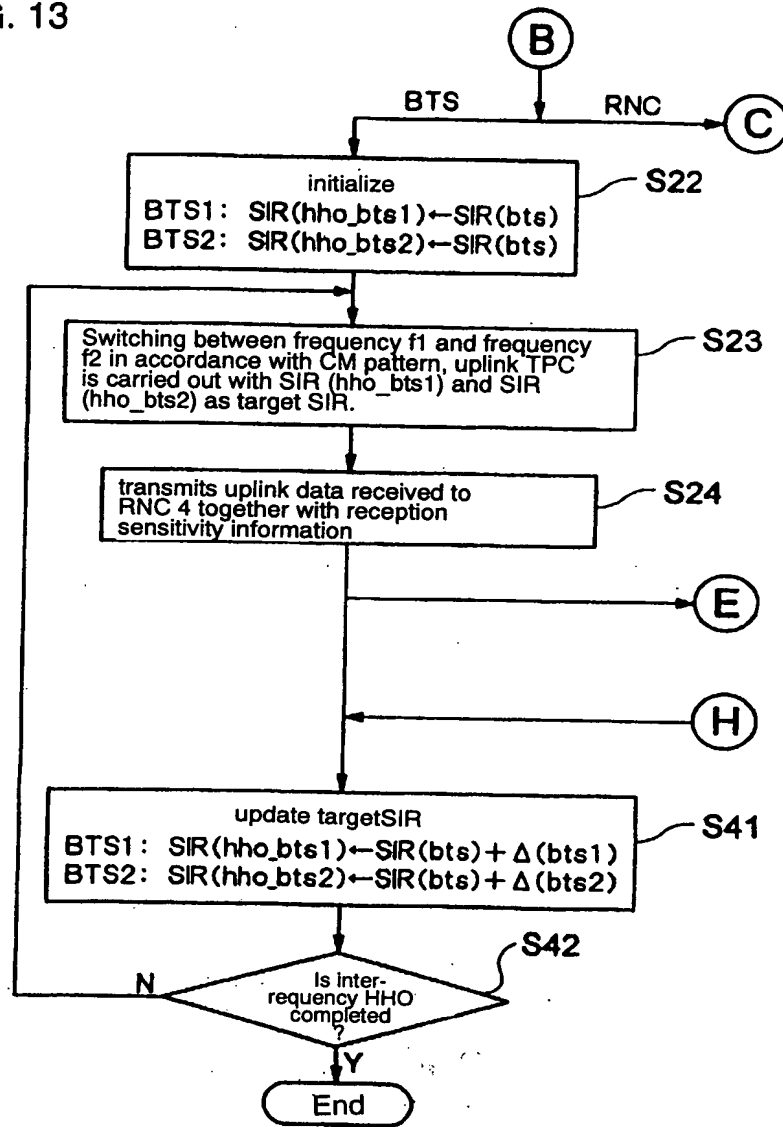 G. 13
B
BTS
RNC
C
initialize
S22
BTS1: SIR(hho_bts1)←SIR(bts)
BTS2: SIR(hho_bts2)←SIR(bts)
Switching between frequency f1 and frequency
f2 in accordance with CM pattern, uplink TPC
is carried out with SIR (hho_bts1) and SIR
(hho_bts2) as target SIR.
S23
transmits uplink data received to
RNC 4 together with reception
sensitivity information
S24
E
H
update targetSIR
BTS1: SIR(hho_bts1)←SIR(bts)+Δ(bts1)
BTS2: SIR(hho_bts2)←SIR(bts)+Δ(bts2)
S41
S42
N
Is inter-
requency HHO
completed
?
Y
End